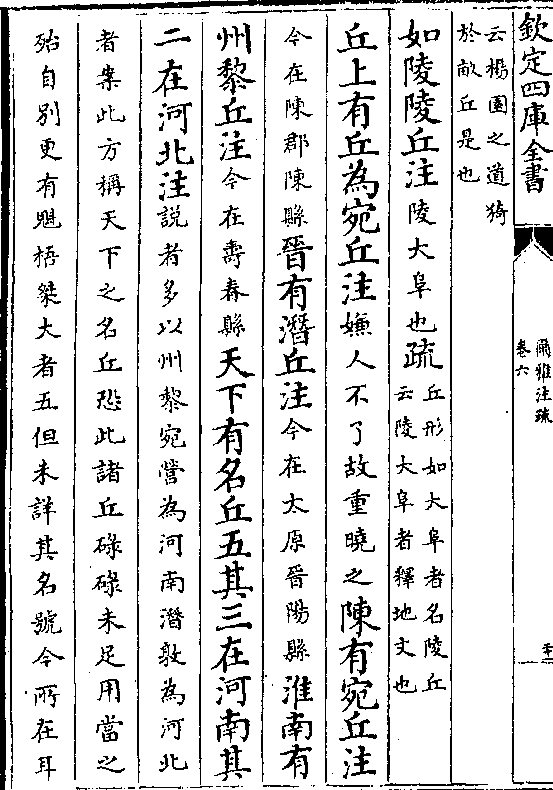 欽定四庫全書
爾雅注疏
卷六
云楊園之道猗
於畝丘是也
如陵陵丘注陵大阜也疏丘形如大阜者名陵丘
云陵大阜者釋地文也
丘上有丘為宛丘注嫌人不了故重曉之陳有宛丘注
今在陳郡陳縣晉有潛丘注今在太原晉陽縣淮南有
州黎丘注今在壽春縣天下有名丘五其三在河南其
二在河北注説者多以州黎宛營為河南潛敦為河北
者案此方稱天下之名丘恐此諸丘碌碌未足用當之
殆自別更有魁梧桀大者五但未詳其名號今所在耳